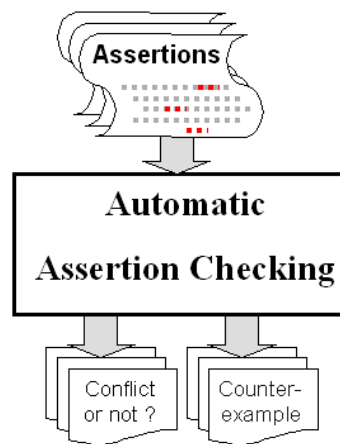 Assertions
Automatic
Assertion Checking
Conflict
or not ?
Counter-
example